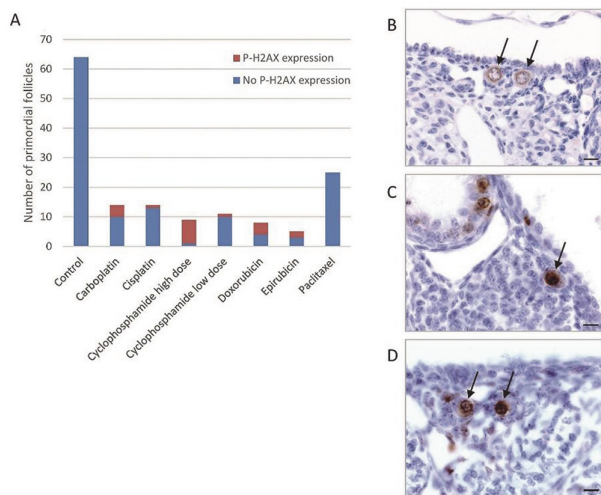 A
70
60
50
40
30
20
10
0
Number of primordial follicles
P-H2AX expression
No P-H2AX expression
Control
Carboplatin
Cisplatin
Cyclophosphamide high dose
Cyclophosphamide low dose
Doxorubicin
Epirubicin
Paclitaxel
B
C
D